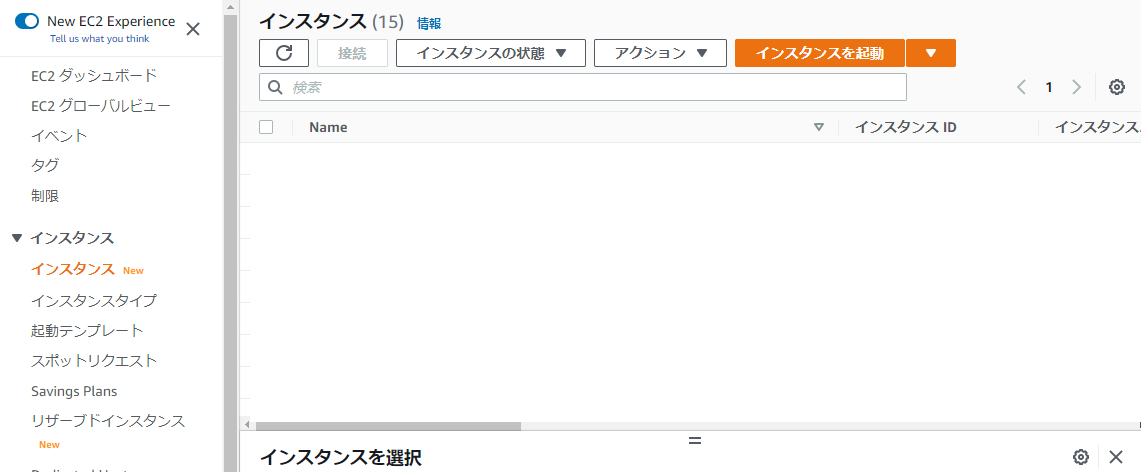 New EC2 Experience
Tell us what you think
EC2 ダッシュボード
EC2 グローバルビュー
イベント
タグ
制限
インスタンス
インスタンス New
インスタンスタイプ
起動テンプレート
スポットリクエスト
Savings Plans
リザーブドインスタンス
New
インスタンス (15) 情報
接続 インスタンスの状態 アクション インスタンスを起動
検索
1
Name インスタンス ID インスタンス
インスタンスを選択